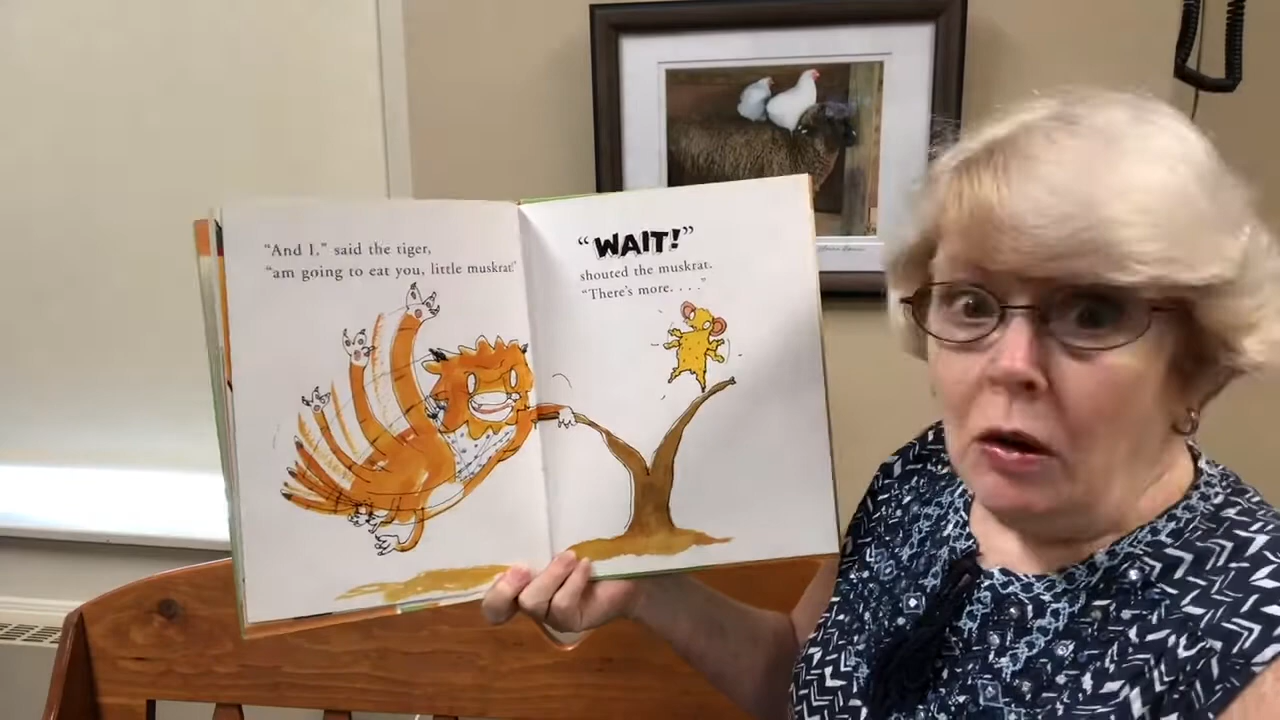 "And I," said the tiger,
"am going to eat you, little muskrat!"
"WAIT!"
shouted the muskrat.
"There's more. . . ."